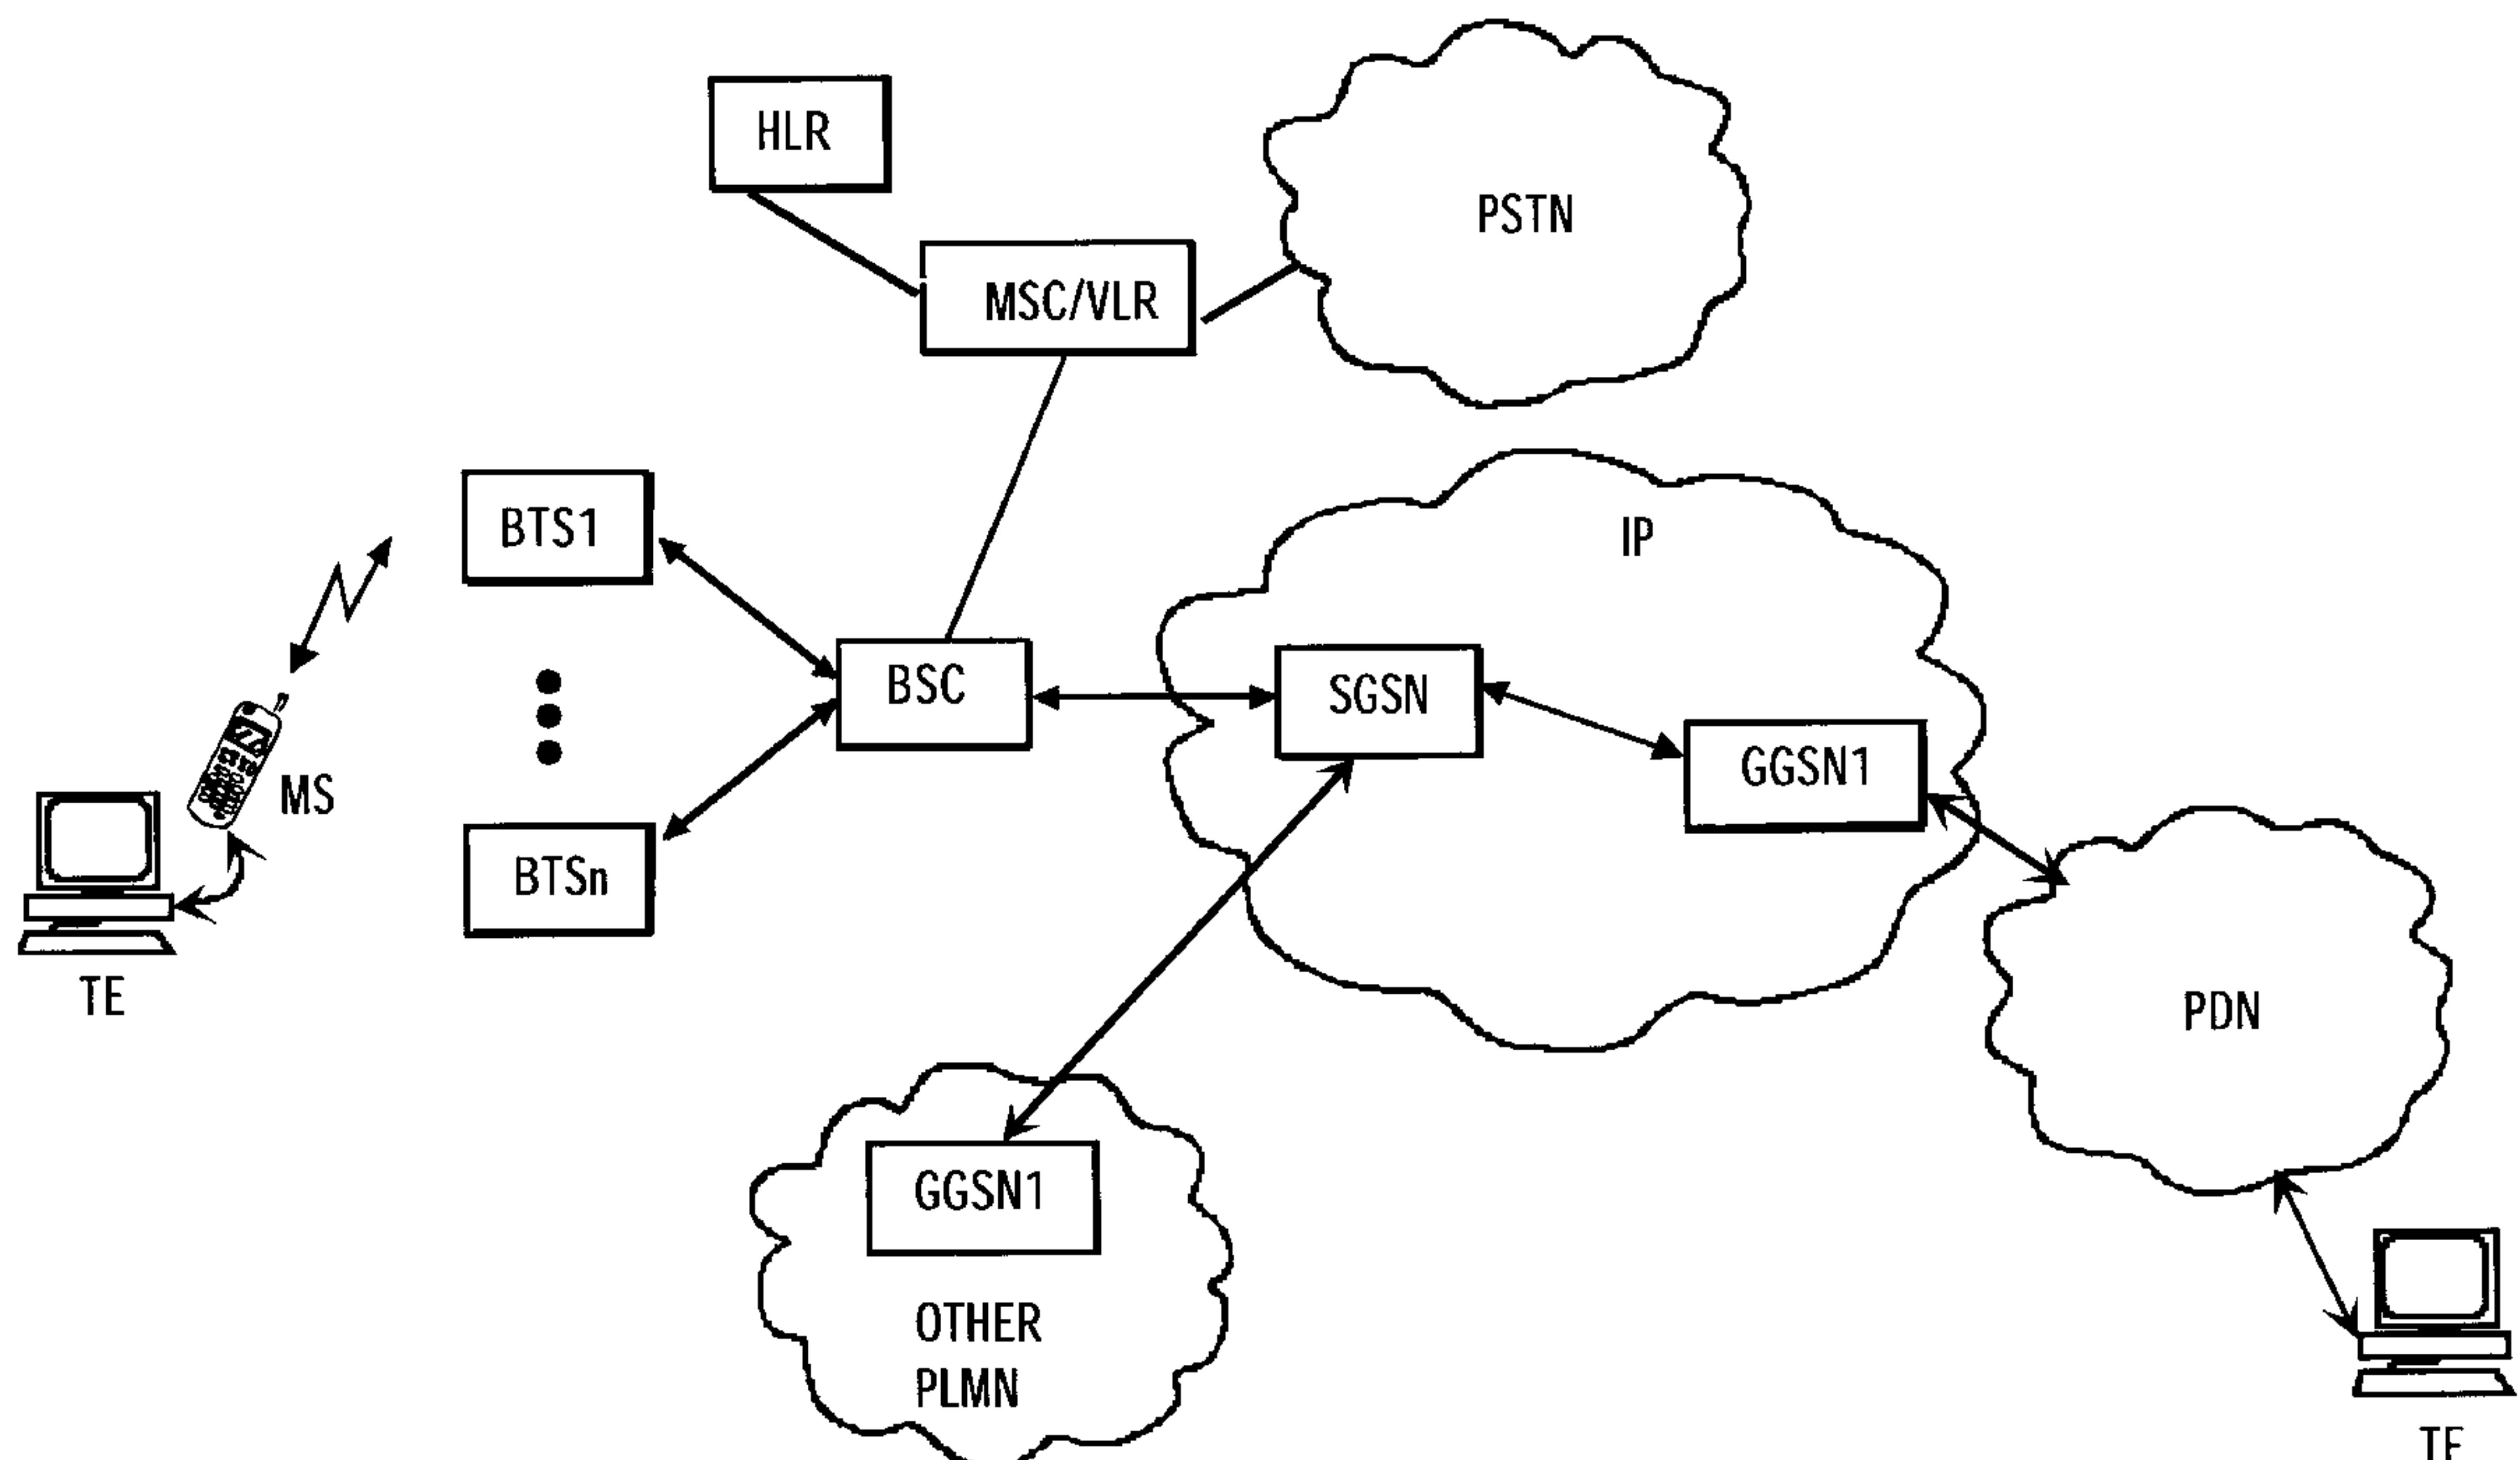 HLR
PSTN
MSC/VLR
BTS1
IP
BSC
SGSN
GGSN1
MS
BTSn
TE
PDN
GGSN1
OTHER
PLMN
TE